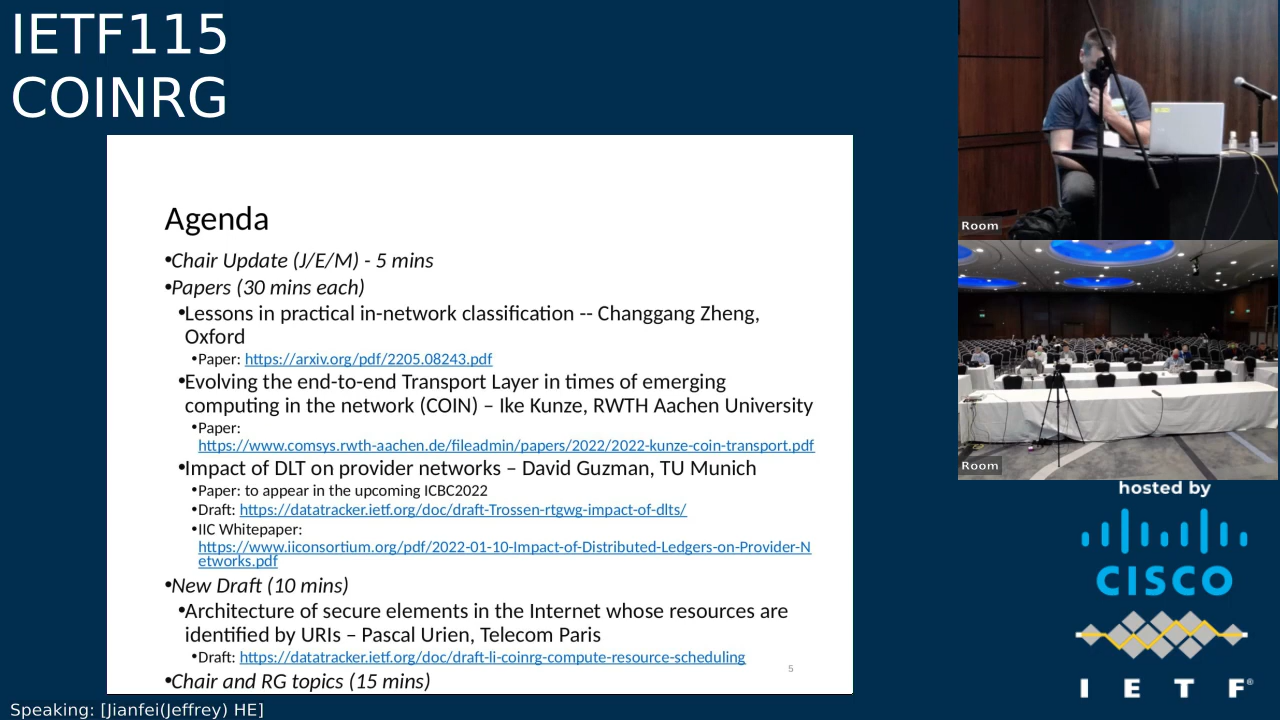 IETF115
COINRG
Agenda
•Chair Update (J/E/M) - 5 mins
•Papers (30 mins each)
•Lessons in practical in-network classification -- Changgang Zheng,
Oxford
•Paper: https://arxiv.org/pdf/2205.08243.pdf
•Evolving the end-to-end Transport Layer in times of emerging
computing in the network (COIN) – Ike Kunze, RWTH Aachen University
•Paper:
https://www.comsys.rwth-aachen.de/fileadmin/papers/2022/2022-kunze-coin-transport.pdf
•Impact of DLT on provider networks – David Guzman, TU Munich
•Paper: to appear in the upcoming ICBC2022
•Draft: https://datatracker.ietf.org/doc/draft-Trossen-rtgwg-impact-of-dlts/
•IIC Whitepaper:
https://www.iiconsortium.org/pdf/2022-01-10-Impact-of-Distributed-Ledgers-on-Provider-N
etworks.pdf
•New Draft (10 mins)
•Architecture of secure elements in the Internet whose resources are
identified by URIs – Pascal Urien, Telecom Paris
•Draft: https://datatracker.ietf.org/doc/draft-li-coinrg-compute-resource-scheduling
5
•Chair and RG topics (15 mins)
Room
Room
hosted by
CISCO
I E T F®
Speaking: [Jianfei(Jeffrey) HE]